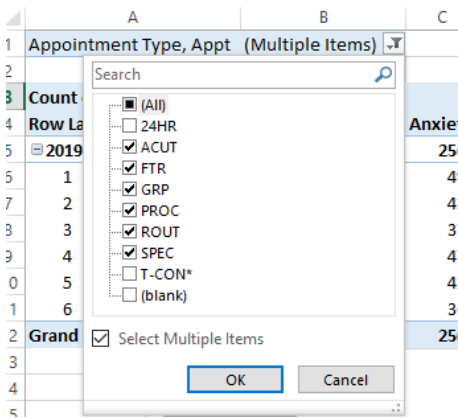 A B C
1 Appointment Type, Appt (Multiple Items)
2
Search
3 Count
(All)
4 Row La Anxiet
24HR
5 2019 25
ACUT
6 1 4
FTR
7 2 4
GRP
8 3 3
PROC
9 4 4
ROUT
0 5 4
SPEC
1 6 3
T-CON*
(blank)
2 Grand 25
Select Multiple Items
3
4
OK Cancel
5